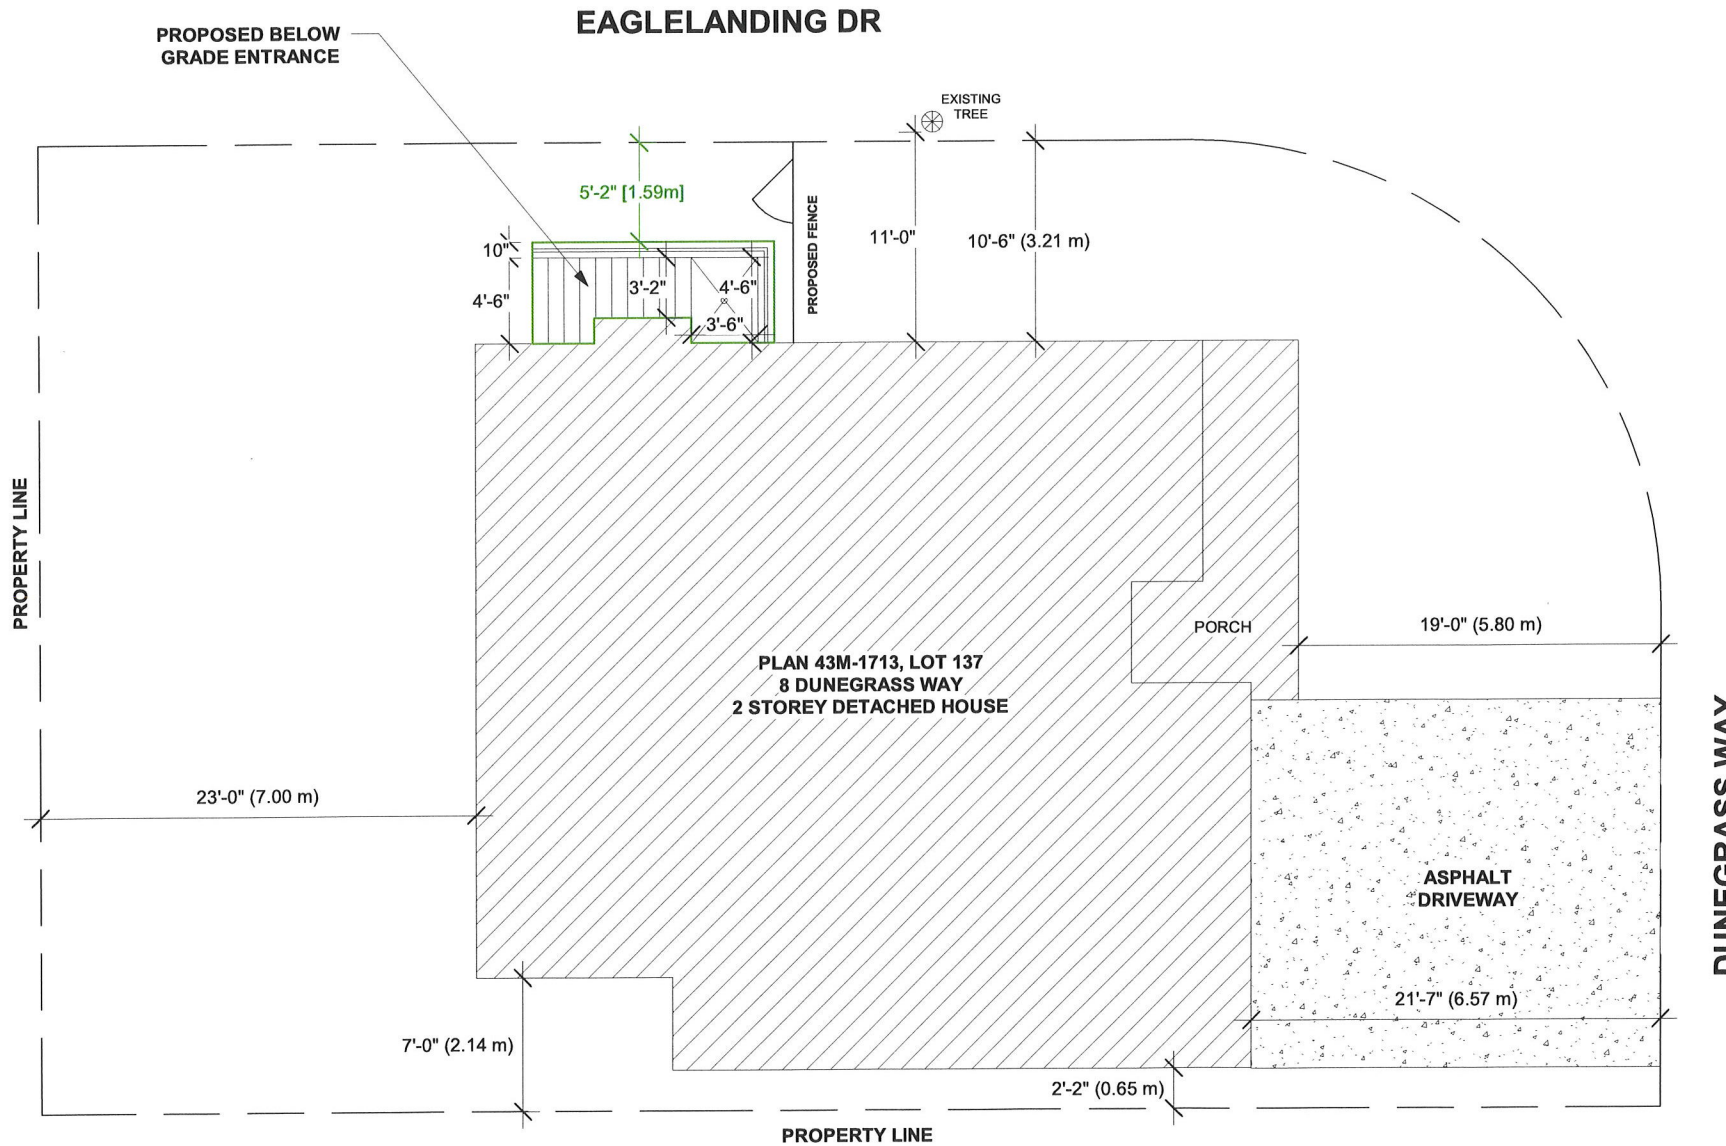 EAGLELANDING DR
PROPOSED BELOW
GRADE ENTRANCE
EXISTING
TREE
5'-2" [1.59m]
PROPOSED FENCE
10"
11'-0"
10'-6" (3.21 m)
4'-6"
3'-2"
4'-6"
3'-6"
PROPERTY LINE
PORCH
19'-0" (5.80 m)
PLAN 43M-1713, LOT 137
8 DUNEGRASS WAY
2 STOREY DETACHED HOUSE
DUNEGRASS WAY
23'-0" (7.00 m)
ASPHALT
DRIVEWAY
21'-7" (6.57 m)
7'-0" (2.14 m)
2'-2" (0.65 m)
PROPERTY LINE